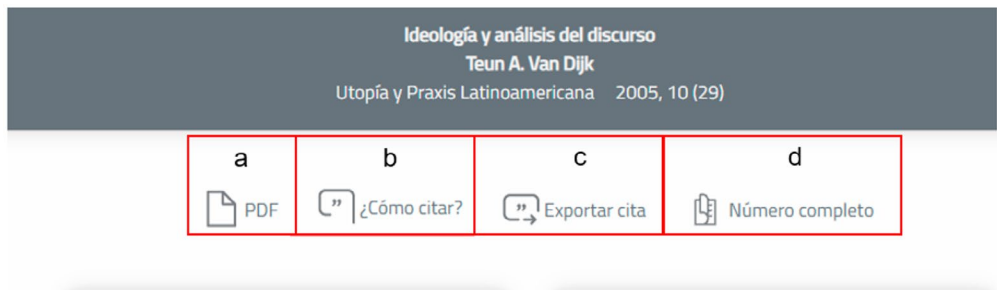 Ideología y análisis del discurso
Teun A. Van Dijk
Utopía y Praxis Latinoamericana 2005, 10 (29)
a b c d
PDF ¿Cómo citar? Exportar cita Número completo